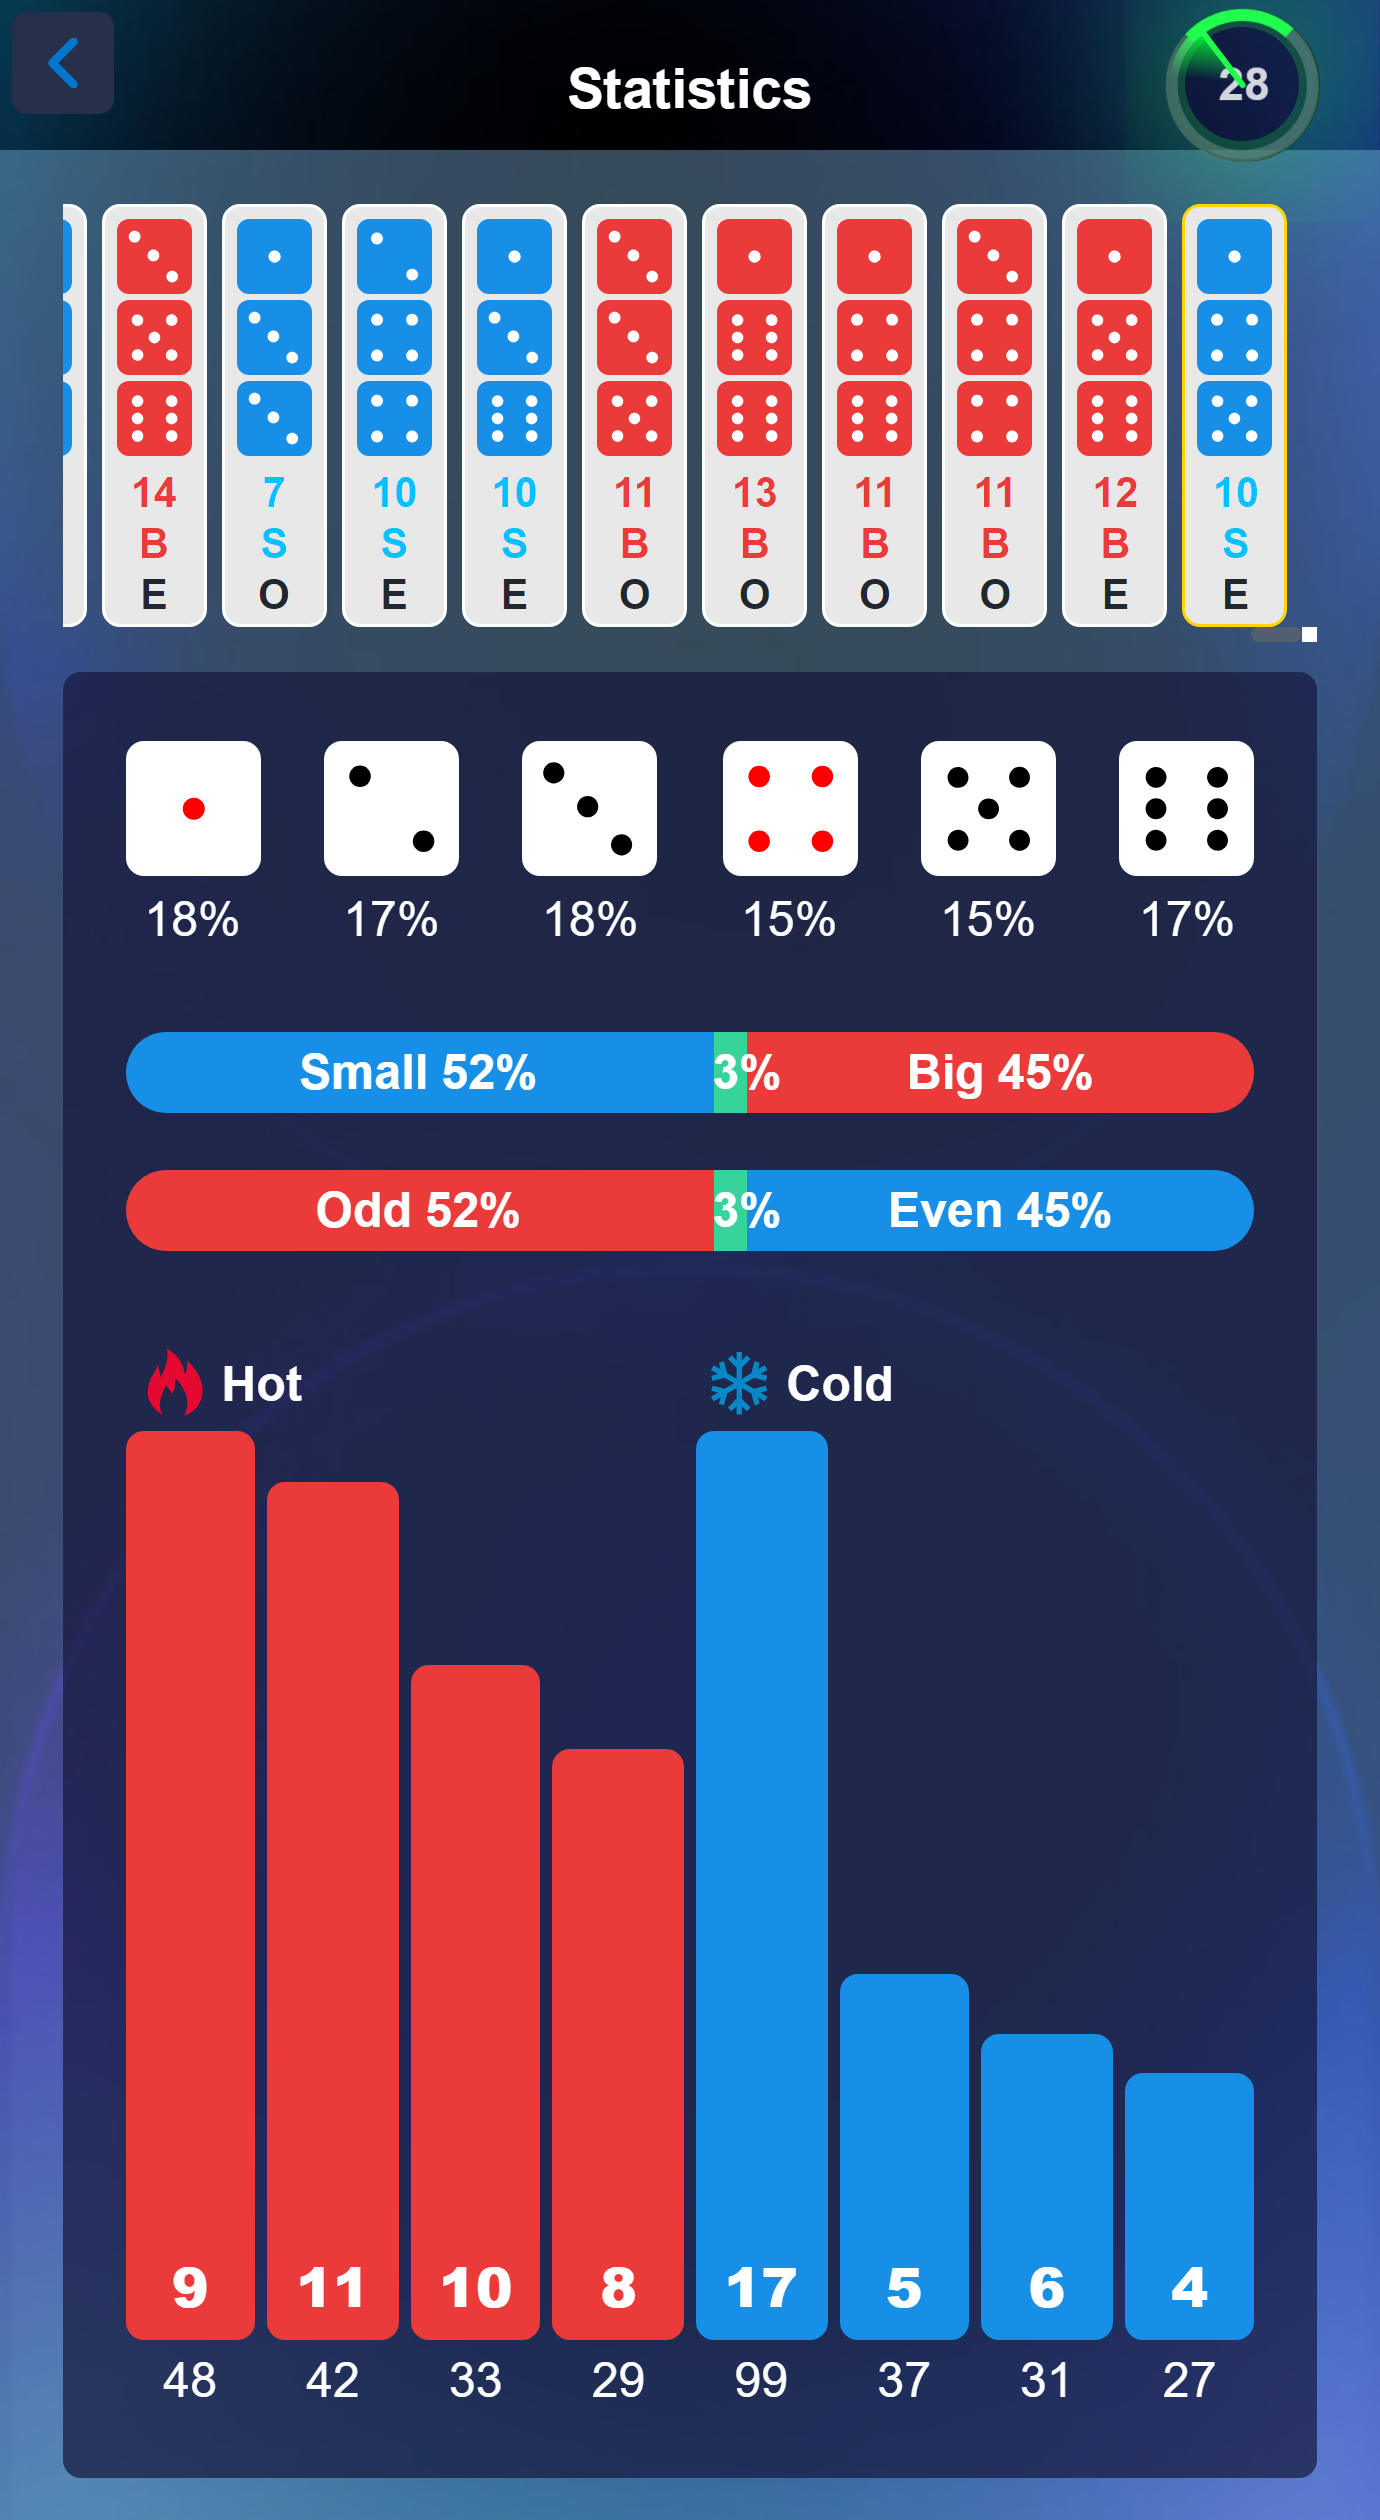 Statistics
28
14 7 10 10 11 13 11 11 12 10
B S S S B B B B B S
E O E E O O O O E E
18% 17% 18% 15% 15% 17%
Small 52% 3% Big 45%
Odd 52% 3% Even 45%
Hot Cold
9 11 10 8 17 5 6 4
48 42 33 29 99 37 31 27